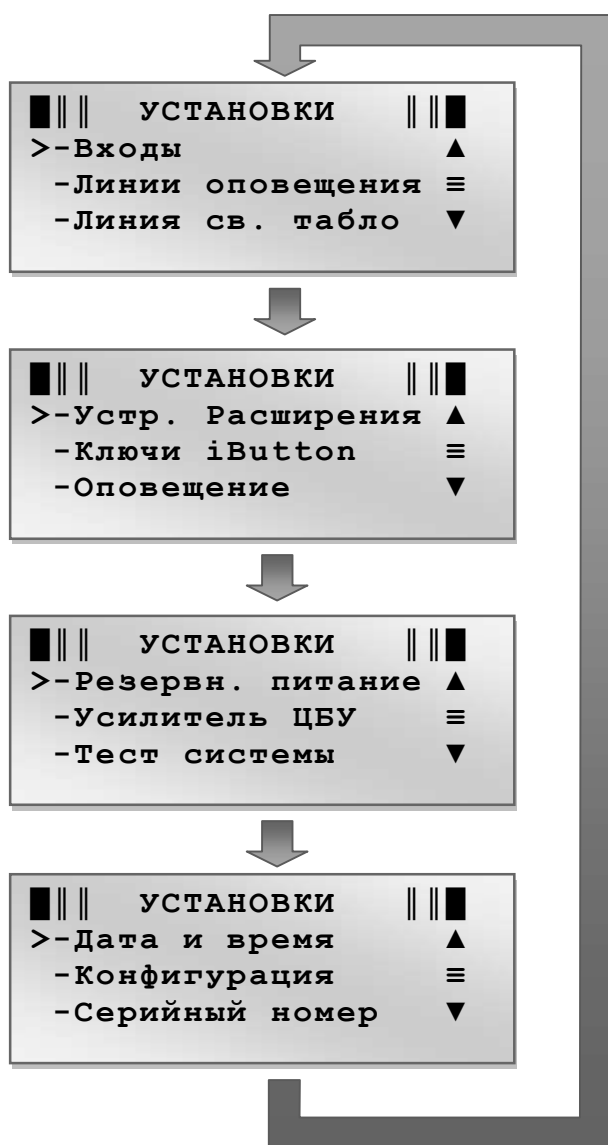 █║║ УСТАНОВКИ ║║█
>-Входы ▲
-Линии оповещения ≡
-Линия св. табло ▼
█║║ УСТАНОВКИ ║║█
>-Устр. Расширения ▲
-Ключи iButton ≡
-Оповещение ▼
█║║ УСТАНОВКИ ║║█
>-Резервн. питание ▲
-Усилитель ЦБУ ≡
-Тест системы ▼
█║║ УСТАНОВКИ ║║█
>-Дата и время ▲
-Конфигурация ≡
-Серийный номер ▼